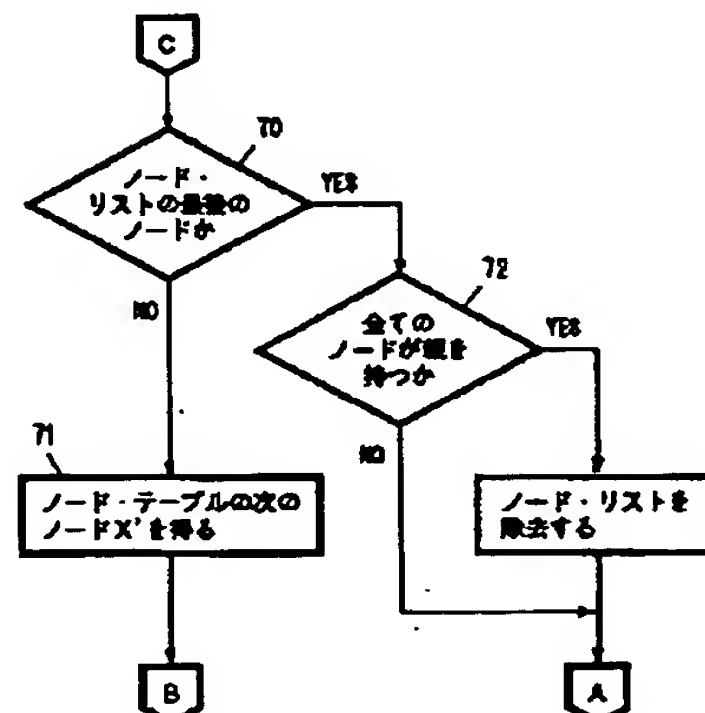 C
70
ノード・
リストの最後の
ノードか
YES
NO
72
全ての
ノードが親を
持つか
YES
NO
71
ノード・テーブルの次の
ノードX'を得る
ノード・リストを
除去する
B
A